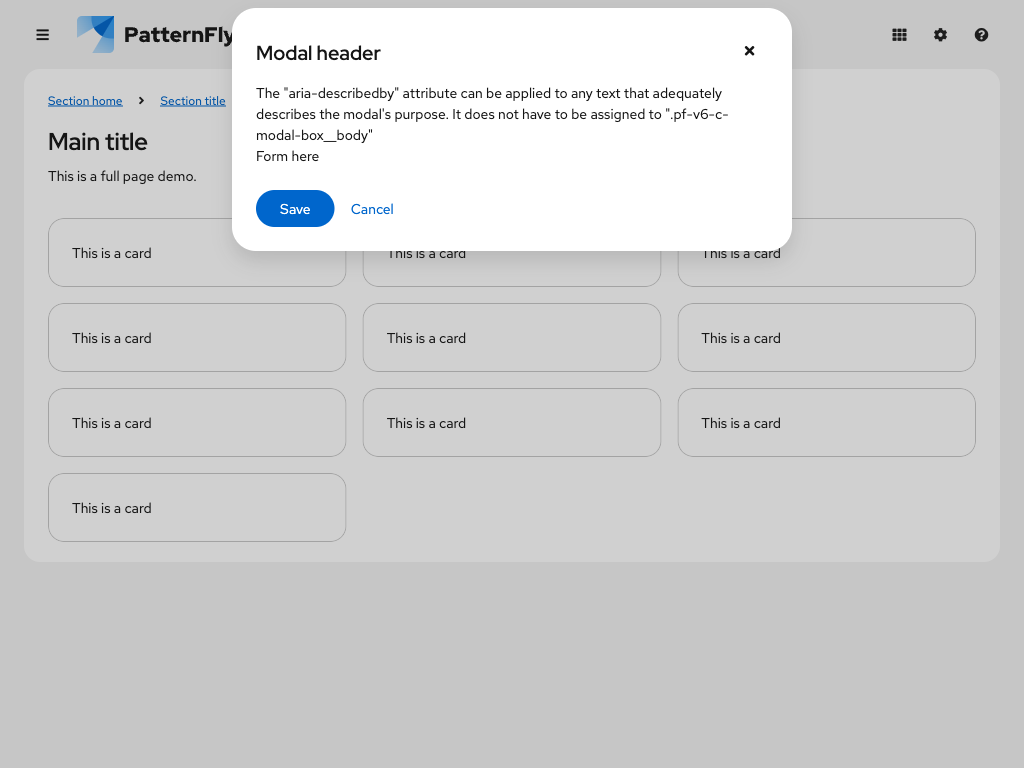 PatternFly
Modal header
The "aria-describedby" attribute can be applied to any text that adequately
describes the modal's purpose. It does not have to be assigned to ".pf-v6-c-
modal-box__body"
Form here
Save
Cancel
Section home
Section title
Main title
This is a full page demo.
This is a card
This is a card
This is a card
This is a card
This is a card
This is a card
This is a card
This is a card
This is a card
This is a card